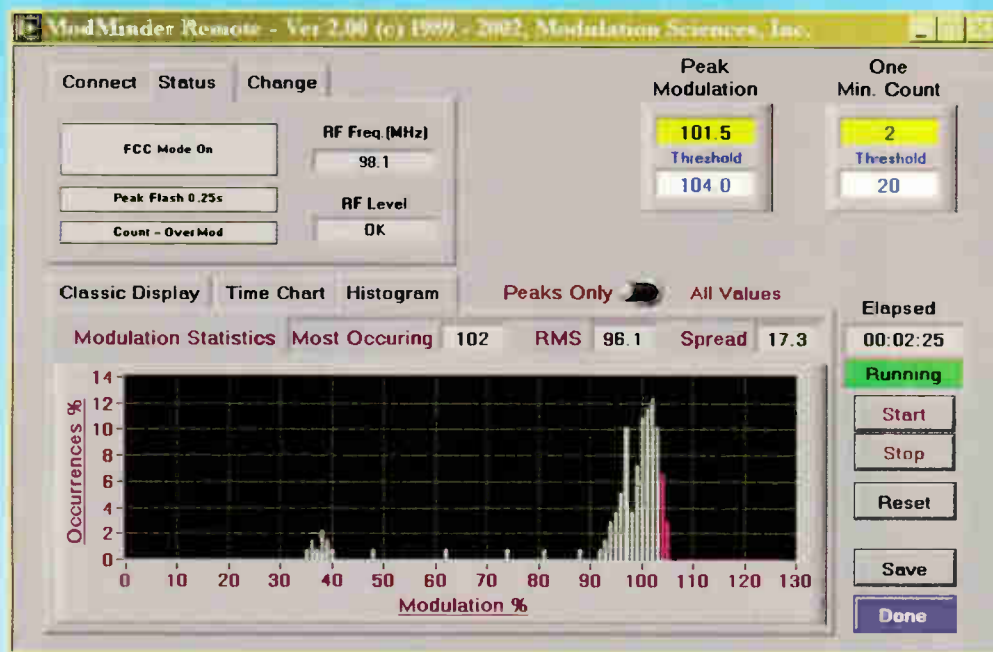 ModMinder Remote - Ver 2.00 (c) 1989 - 2002, Modulation Sciences, Inc.
Connect Status Change
FCC Mode On
Peak Flash 0.25s
Count - OverMod
RF Freq.(MHz)
98.1
RF Level
OK
Peak
Modulation
101.5
Threshold
104.0
One
Min. Count
2
Threshold
20
Classic Display Time Chart Histogram
Peaks Only All Values
Modulation Statistics Most Occuring 102 RMS 96.1 Spread 17.3
Occurrences %
14
12
10
8
6
4
2
0
0 10 20 30 40 50 60 70 80 90 100 110 120 130
Modulation %
Elapsed
00:02:25
Running
Start
Stop
Reset
Save
Done